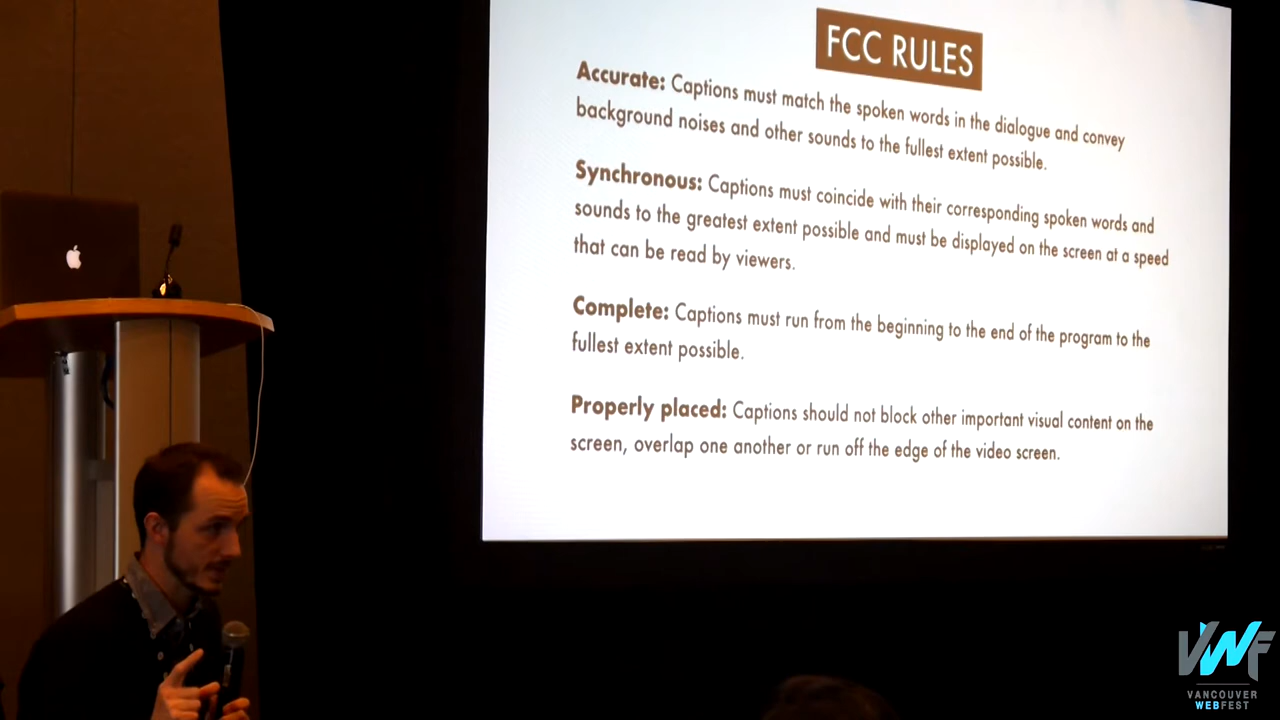 FCC RULES
Accurate: Captions must match the spoken words in the dialogue and convey
background noises and other sounds to the fullest extent possible.
Synchronous: Captions must coincide with their corresponding spoken words and
sounds to the greatest extent possible and must be displayed on the screen at a speed
that can be read by viewers.
Complete: Captions must run from the beginning to the end of the program to the
fullest extent possible.
Properly placed: Captions should not block other important visual content on the
screen, overlap one another or run off the edge of the video screen.
VWF
VANCOUVER
WEBFEST